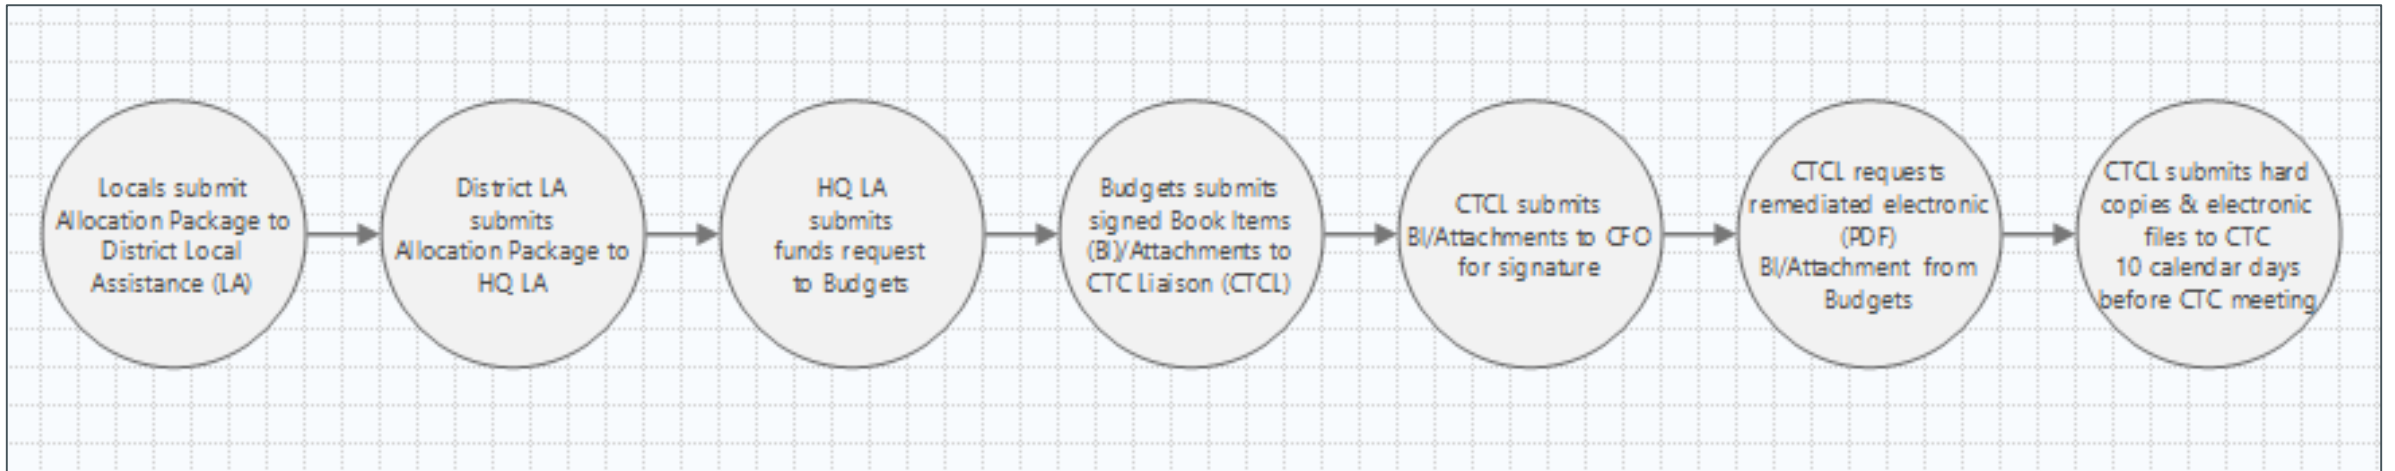 Locals submit
Allocation Package to
District Local
Assistance (LA)
District LA
submits
Allocation Package to
HQ LA
HQ LA
submits
funds request
to Budgets
Budgets submits
signed Book Items
(BI)/Attachments to
CTC Liaison (CTCL)
CTCL submits
BI/Attachments to CFO
for signature
CTCL requests
remediated electronic
(PDF)
BI/Attachment from
Budgets
CTCL submits hard
copies & electronic
files to CTC
10 calendar days
before CTC meeting